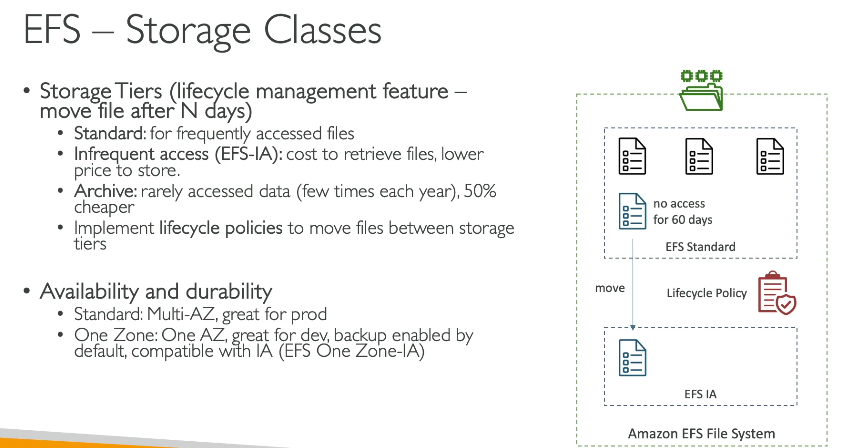 EFS – Storage Classes
• Storage Tiers (lifecycle management feature –
move file after N days)
• Standard: for frequently accessed files
• Infrequent access (EFS-IA): cost to retrieve files, lower
price to store.
• Archive: rarely accessed data (few times each year), 50%
cheaper
• Implement lifecycle policies to move files between storage
tiers
• Availability and durability
• Standard: Multi-AZ, great for prod
• One Zone: One AZ, great for dev, backup enabled by
default, compatible with IA (EFS One Zone-IA)
no access
for 60 days
EFS Standard
move
Lifecycle Policy
EFS IA
Amazon EFS File System